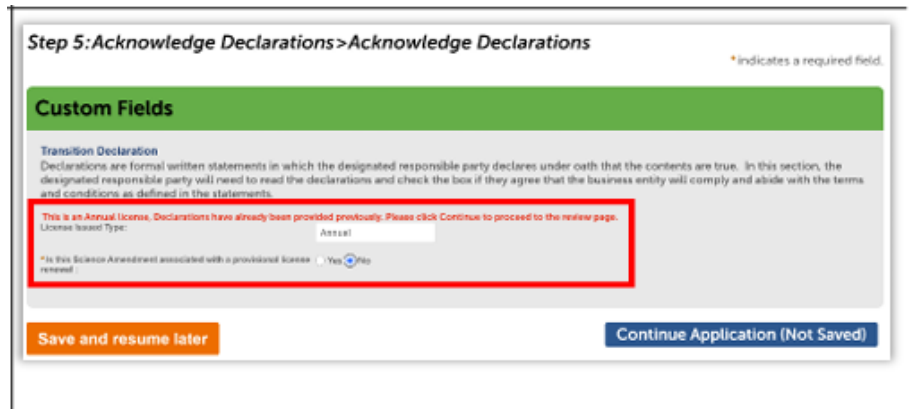 Step 5:Acknowledge Declarations>Acknowledge Declarations
*indicates a required field.
Custom Fields
Transition Declaration
Declarations are formal written statements in which the designated responsible party declares under oath that the contents are true. In this section, the
designated responsible party will need to read the declarations and check the box if they agree that the business entity will comply and abide with the terms
and conditions as defined in the statements.
This is an Annual license, Declarations have already been provided previously. Please click Continue to proceed to the review page.
License Issued Type:
Annual
*Is this Science Amendment associated with a provisional license Yes No
renewal :
Save and resume later
Continue Application (Not Saved)